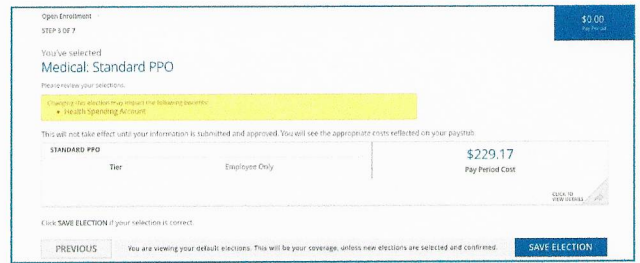 Open Enrollment
STEP 5 OF 7
$0.00
Pay Period
You've selected
Medical: Standard PPO
Please review your selections.
Changing this election may impact the following benefits:
• Health Spending Account
This will not take effect until your information is submitted and approved. You will see the appropriate costs reflected on your paystub.
STANDARD PPO
Tier
Employee Only
$229.17
Pay Period Cost
CLICK TO
VIEW DETAILS
Click SAVE ELECTION if your selection is correct.
PREVIOUS
You are viewing your default elections. This will be your coverage, unless new elections are selected and confirmed.
SAVE ELECTION